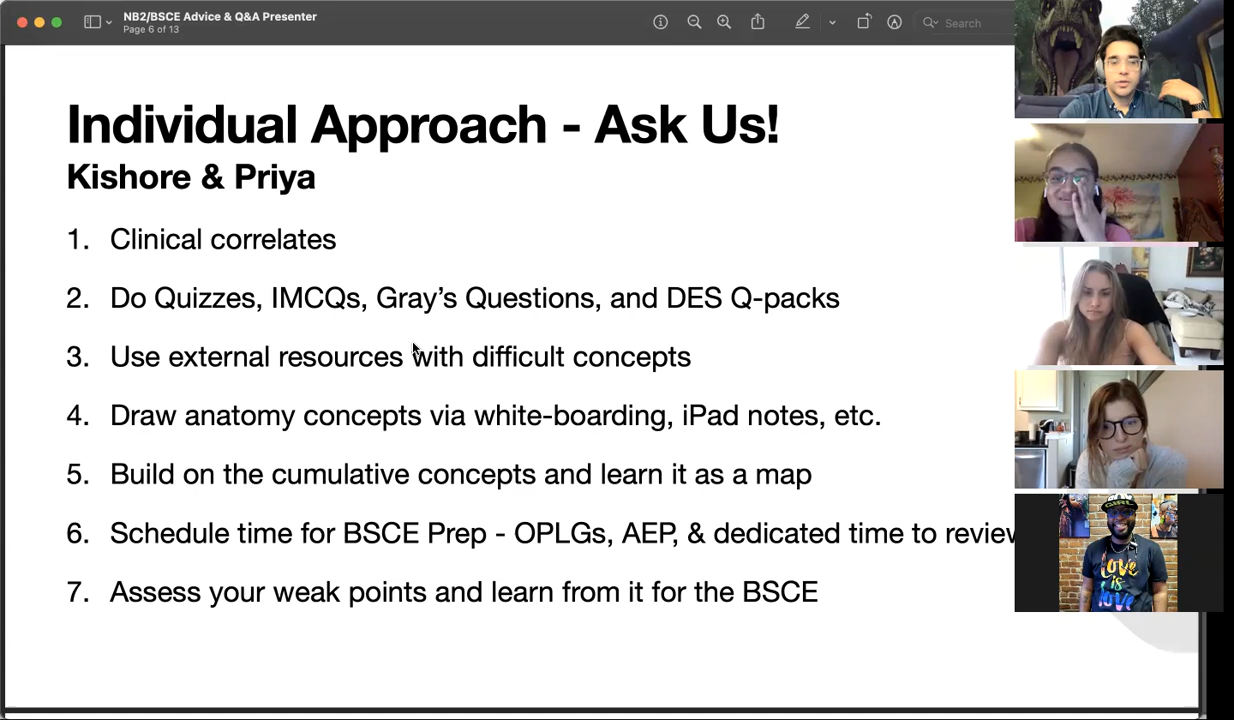 NB2/BSCE Advice & Q&A Presenter
Page 6 of 13
Search
Individual Approach - Ask Us!
Kishore & Priya
1. Clinical correlates
2. Do Quizzes, IMCQs, Gray's Questions, and DES Q-packs
3. Use external resources with difficult concepts
4. Draw anatomy concepts via white-boarding, iPad notes, etc.
5. Build on the cumulative concepts and learn it as a map
6. Schedule time for BSCE Prep - OPLGs, AEP, & dedicated time to review
7. Assess your weak points and learn from it for the BSCE
GIRL
LOVE
is
love